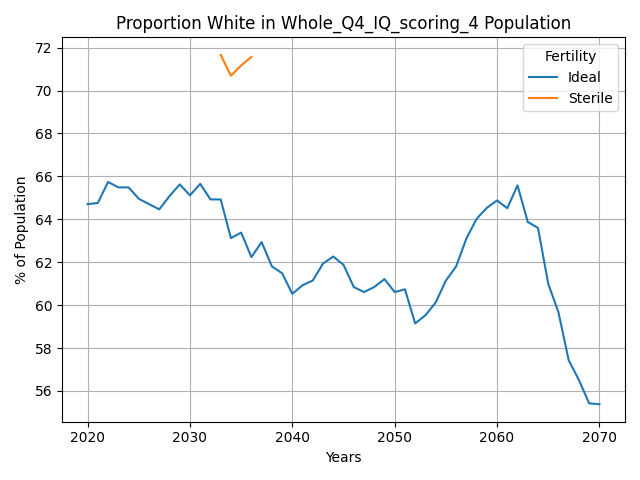 Proportion White in Whole_Q4_IQ_scoring_4 Population
72
70
68
66
64
62
60
58
56
% of Population
Fertility
Ideal
Sterile
2020
2030
2040
2050
2060
2070
Years